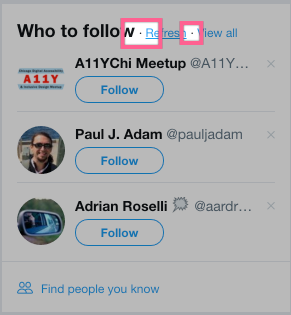 Who to follow · Refresh · View all
A11YChi Meetup @A11Y…
Chicago Digital Accessibility
A11Y
& Inclusive Design Meetup
Follow
Paul J. Adam @pauljadam
Follow
Adrian Roselli @aardr…
Follow
Find people you know